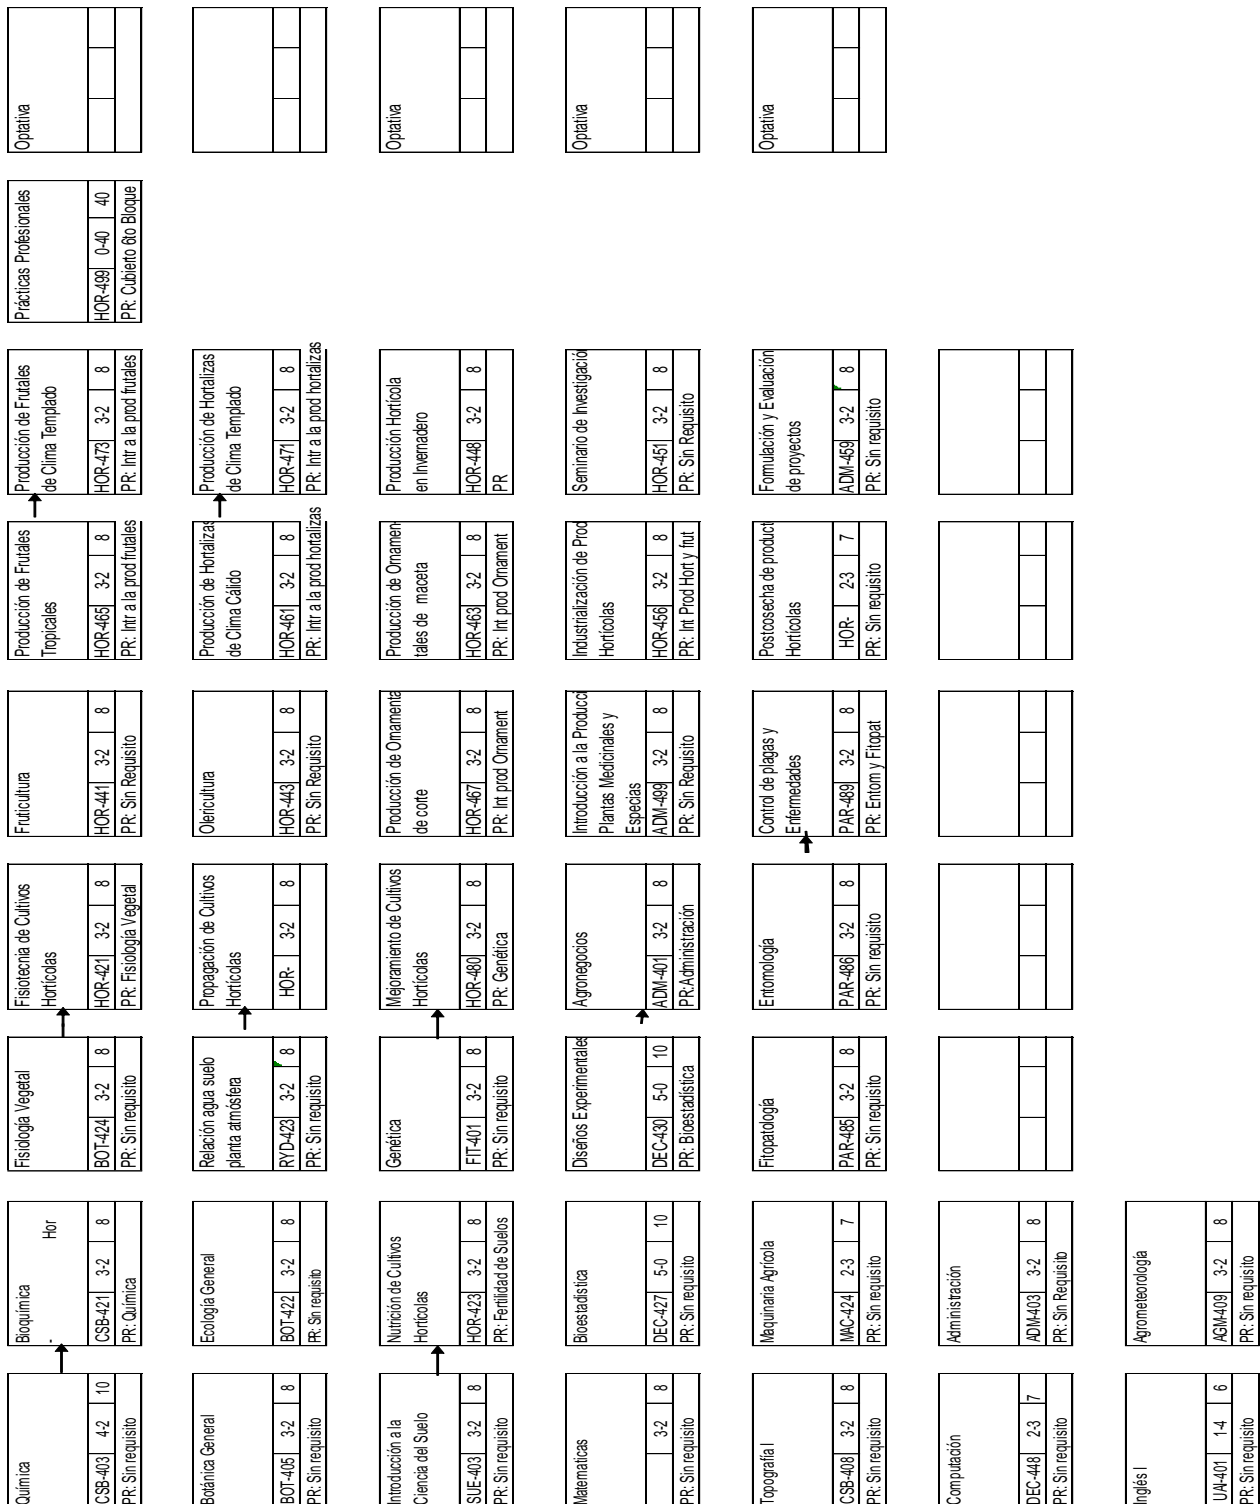 Química
CSB-403 4-2 10
PR: Sin requisito
Bioquímica
- Hor
CSB-421 3-2 8
PR: Química
Fisiología Vegetal
BOT-424 3-2 8
PR: Sin requisito
Fisiotecnia de Cultivos
Hortícolas
HOR-421 3-2 8
PR: Fisiología Vegetal
Fruticultura
HOR-441 3-2 8
PR: Sin Requisito
Producción de Frutales
Tropicales
HOR-465 3-2 8
PR: Intr a la prod frutales
Producción de Frutales
de Clima Templado
HOR-473 3-2 8
PR: Intr a la prod frutales
Prácticas Profesionales
HOR-499 0-40 40
PR: Cubierto 6to Bloque
Optativa
Botánica General
BOT-405 3-2 8
PR: Sin requisito
Ecología General
BOT-422 3-2 8
PR: Sin requisito
Relación agua suelo
planta atmósfera
RYD-423 3-2 8
PR: Sin requisito
Propagación de Cultivos
Hortícolas
HOR- 3-2 8
Olericultura
HOR-443 3-2 8
PR: Sin Requisito
Producción de Hortalizas
de Clima Cálido
HOR-461 3-2 8
PR: Intr a la prod hortalizas
Producción de Hortalizas
de Clima Templado
HOR-471 3-2 8
PR: Intr a la prod hortalizas
Introducción a la
Ciencia del Suelo
SUE-403 3-2 8
PR: Sin requisito
Nutrición de Cultivos
Hortícolas
HOR-423 3-2 8
PR: Fertilidad de Suelos
Genética
FIT-401 3-2 8
PR: Sin requisito
Mejoramiento de Cultivos
Hortícolas
HOR-480 3-2 8
PR: Genética
Producción de Ornamenta
de corte
HOR-467 3-2 8
PR: Int prod Ornament
Producción de Ornamen
tales de maceta
HOR-463 3-2 8
PR: Int prod Ornament
Producción Hortícola
en Invernadero
HOR-448 3-2 8
PR
Optativa
Matematicas
3-2 8
PR: Sin requisito
Bioestadística
DEC-427 5-0 10
PR: Sin requisito
Diseños Experimentales
DEC-430 5-0 10
PR: Bioestadística
Agronegocios
ADM-401 3-2 8
PR:Administración
Introducción a la Producci
Plantas Medicinales y
Especias
ADM-499 3-2 8
PR: Sin Requisito
Industrialización de Prod
Hortícolas
HOR-456 3-2 8
PR: Int Prod Hort y frut
Seminario de Investigació
HOR-451 3-2 8
PR: Sin Requisito
Optativa
Topografía I
CSB-408 3-2 8
PR: Sin requisito
Maquinaria Agrícola
MAC-424 2-3 7
PR: Sin requisito
Fitopatología
PAR-485 3-2 8
PR: Sin requisito
Entomología
PAR-486 3-2 8
PR: Sin requisito
Control de plagas y
Enfermedades
PAR-489 3-2 8
PR: Entom y Fitopat
Postcosecha de product
Hortícolas
HOR- 2-3 7
PR: Sin requisito
Formulación y Evaluación
de proyectos
ADM-459 3-2 8
PR: Sin requisito
Optativa
Computación
DEC-448 2-3 7
PR: Sin requisito
Administración
ADM-403 3-2 8
PR: Sin Requisito
Inglés I
UAI-401 1-4 6
PR: Sin requisito
Agrometeorología
AGM-409 3-2 8
PR: Sin requisito